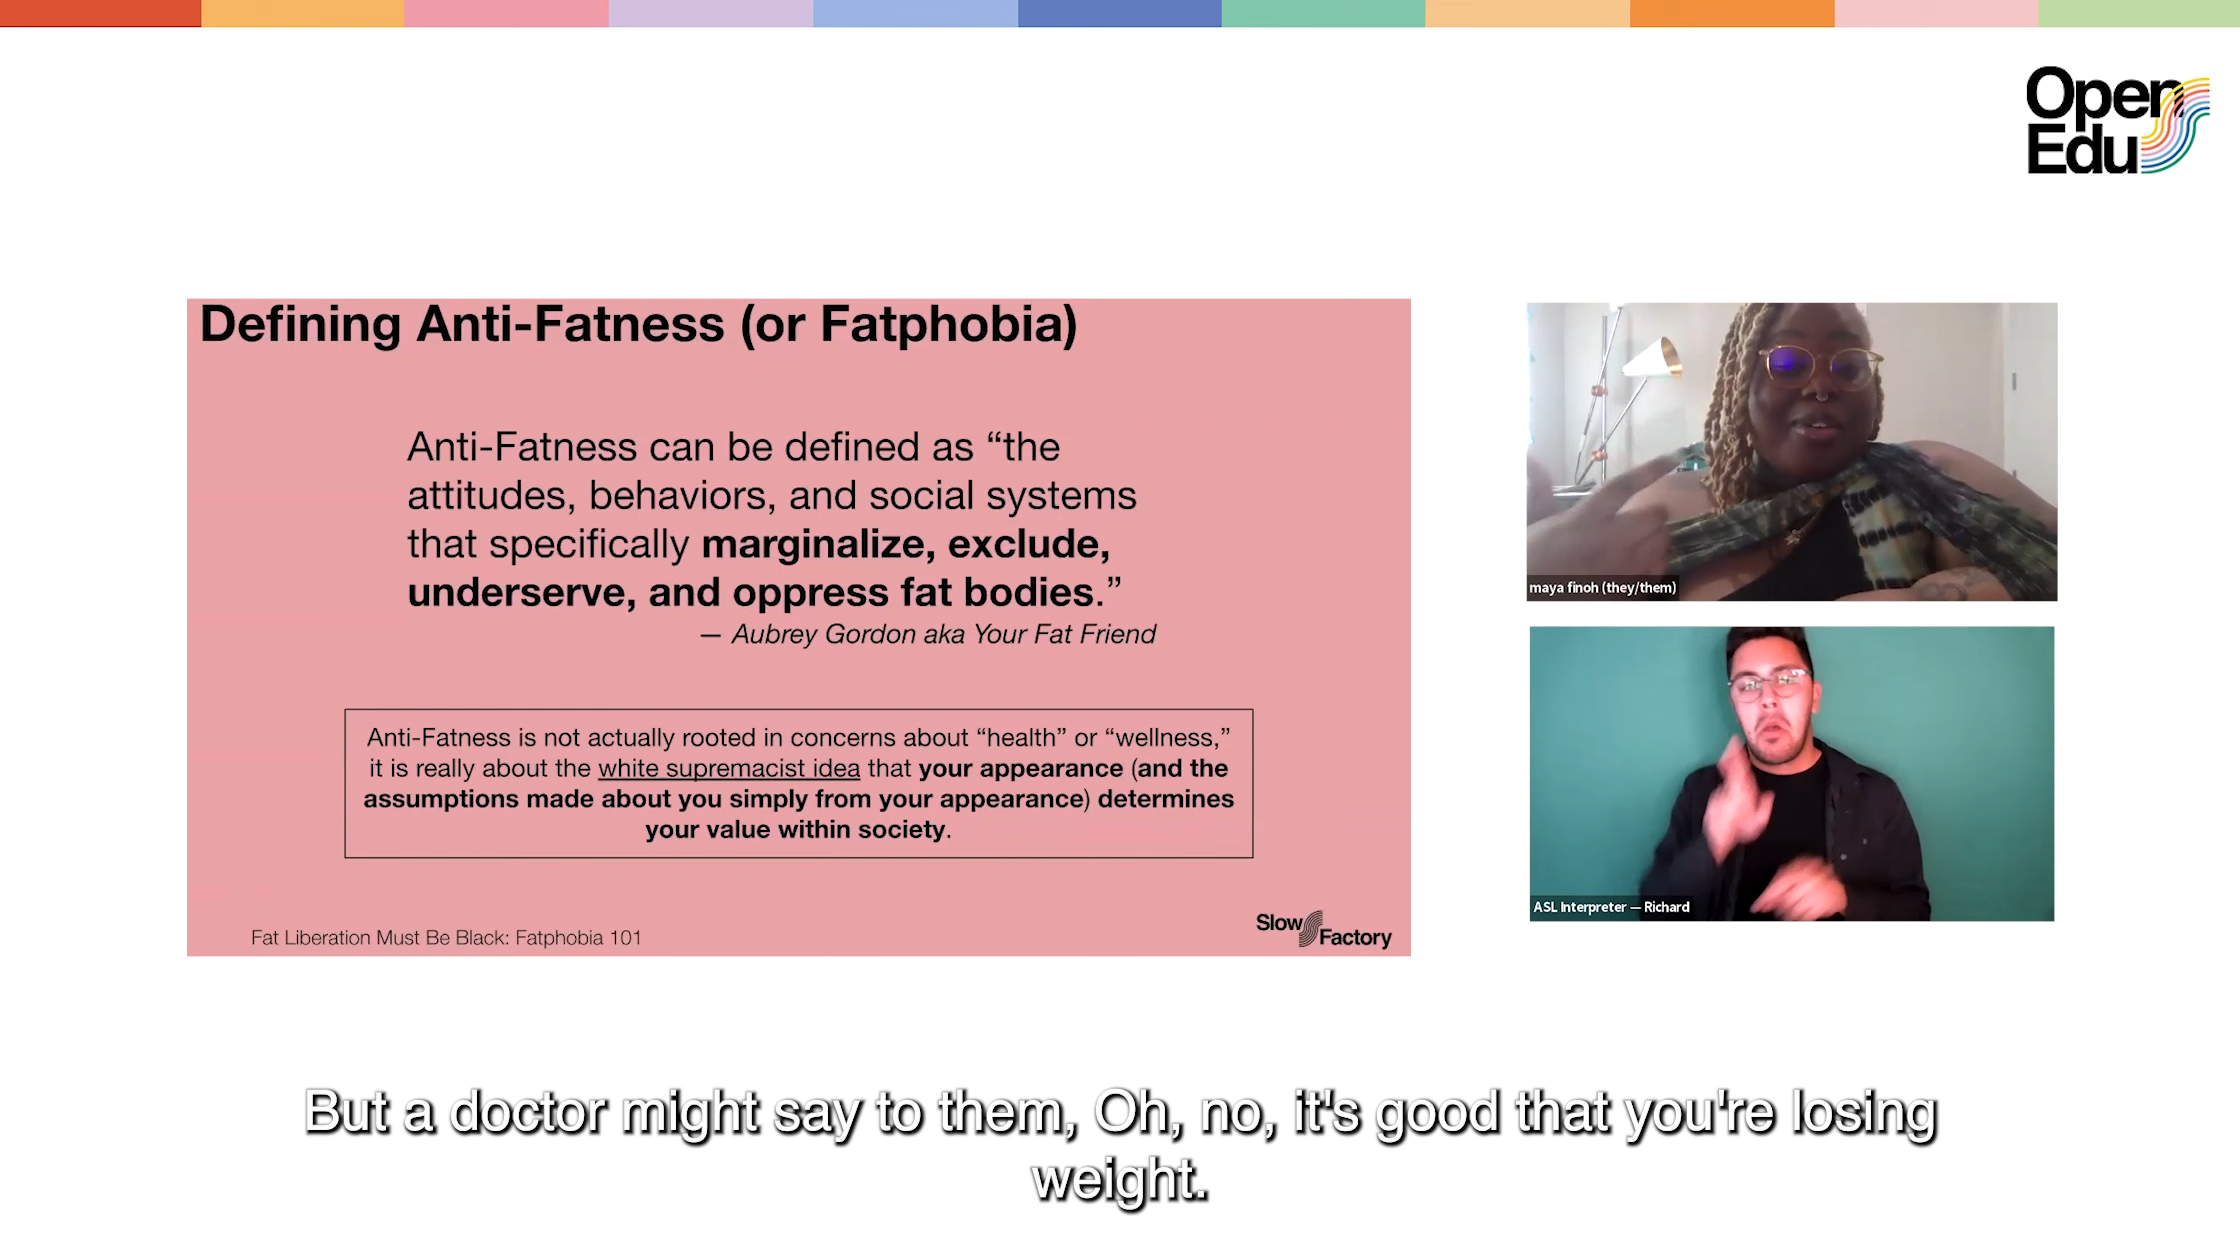 Open
Edu
Defining Anti-Fatness (or Fatphobia)
Anti-Fatness can be defined as “the
attitudes, behaviors, and social systems
that specifically marginalize, exclude,
underserve, and oppress fat bodies.”
— Aubrey Gordon aka Your Fat Friend
Anti-Fatness is not actually rooted in concerns about “health” or “wellness,”
it is really about the white supremacist idea that your appearance (and the
assumptions made about you simply from your appearance) determines
your value within society.
Fat Liberation Must Be Black: Fatphobia 101
Slow
Factory
maya finoh (they/them)
ASL Interpreter — Richard
But a doctor might say to them, Oh, no, it's good that you're losing
weight.